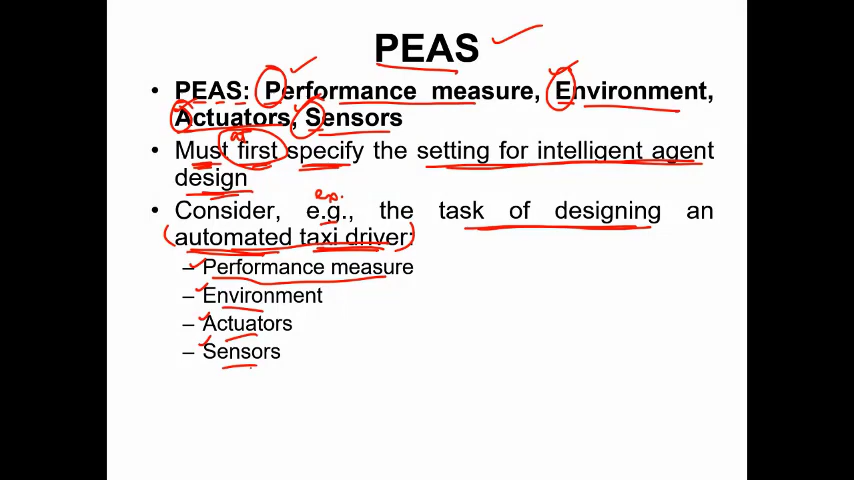 PEAS
• PEAS: Performance measure, Environment,
Actuators, Sensors
• Must first specify the setting for intelligent agent
design
• Consider, e.g., the task of designing an
automated taxi driver:
– Performance measure
– Environment
– Actuators
– Sensors